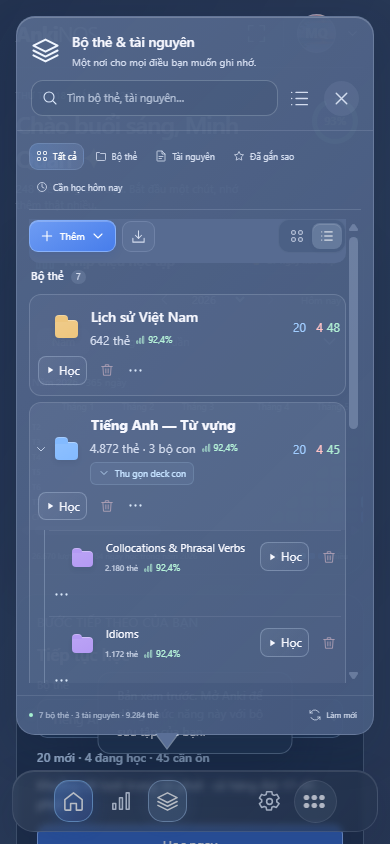 Bộ thẻ & tài nguyên
Một nơi cho mọi điều bạn muốn ghi nhớ.
Tìm bộ thẻ, tài nguyên...
Chào buổi sáng, Minh
Tất cả
Bộ thẻ
Tài nguyên
Đã gắn sao
Cần học hôm nay
Thêm
Bộ thẻ 7
Lịch sử Việt Nam
642 thẻ 92,4%
20 4 48
Học
Tiếng Anh — Từ vựng
4.872 thẻ · 3 bộ con 92,4%
20 4 45
Thu gọn deck con
Học
Collocations & Phrasal Verbs
2.180 thẻ 92,4%
Học
Idioms
1.172 thẻ 92,4%
Học
7 bộ thẻ · 3 tài nguyên · 9.284 thẻ
Làm mới
20 mới · 4 đang học · 45 cần ôn